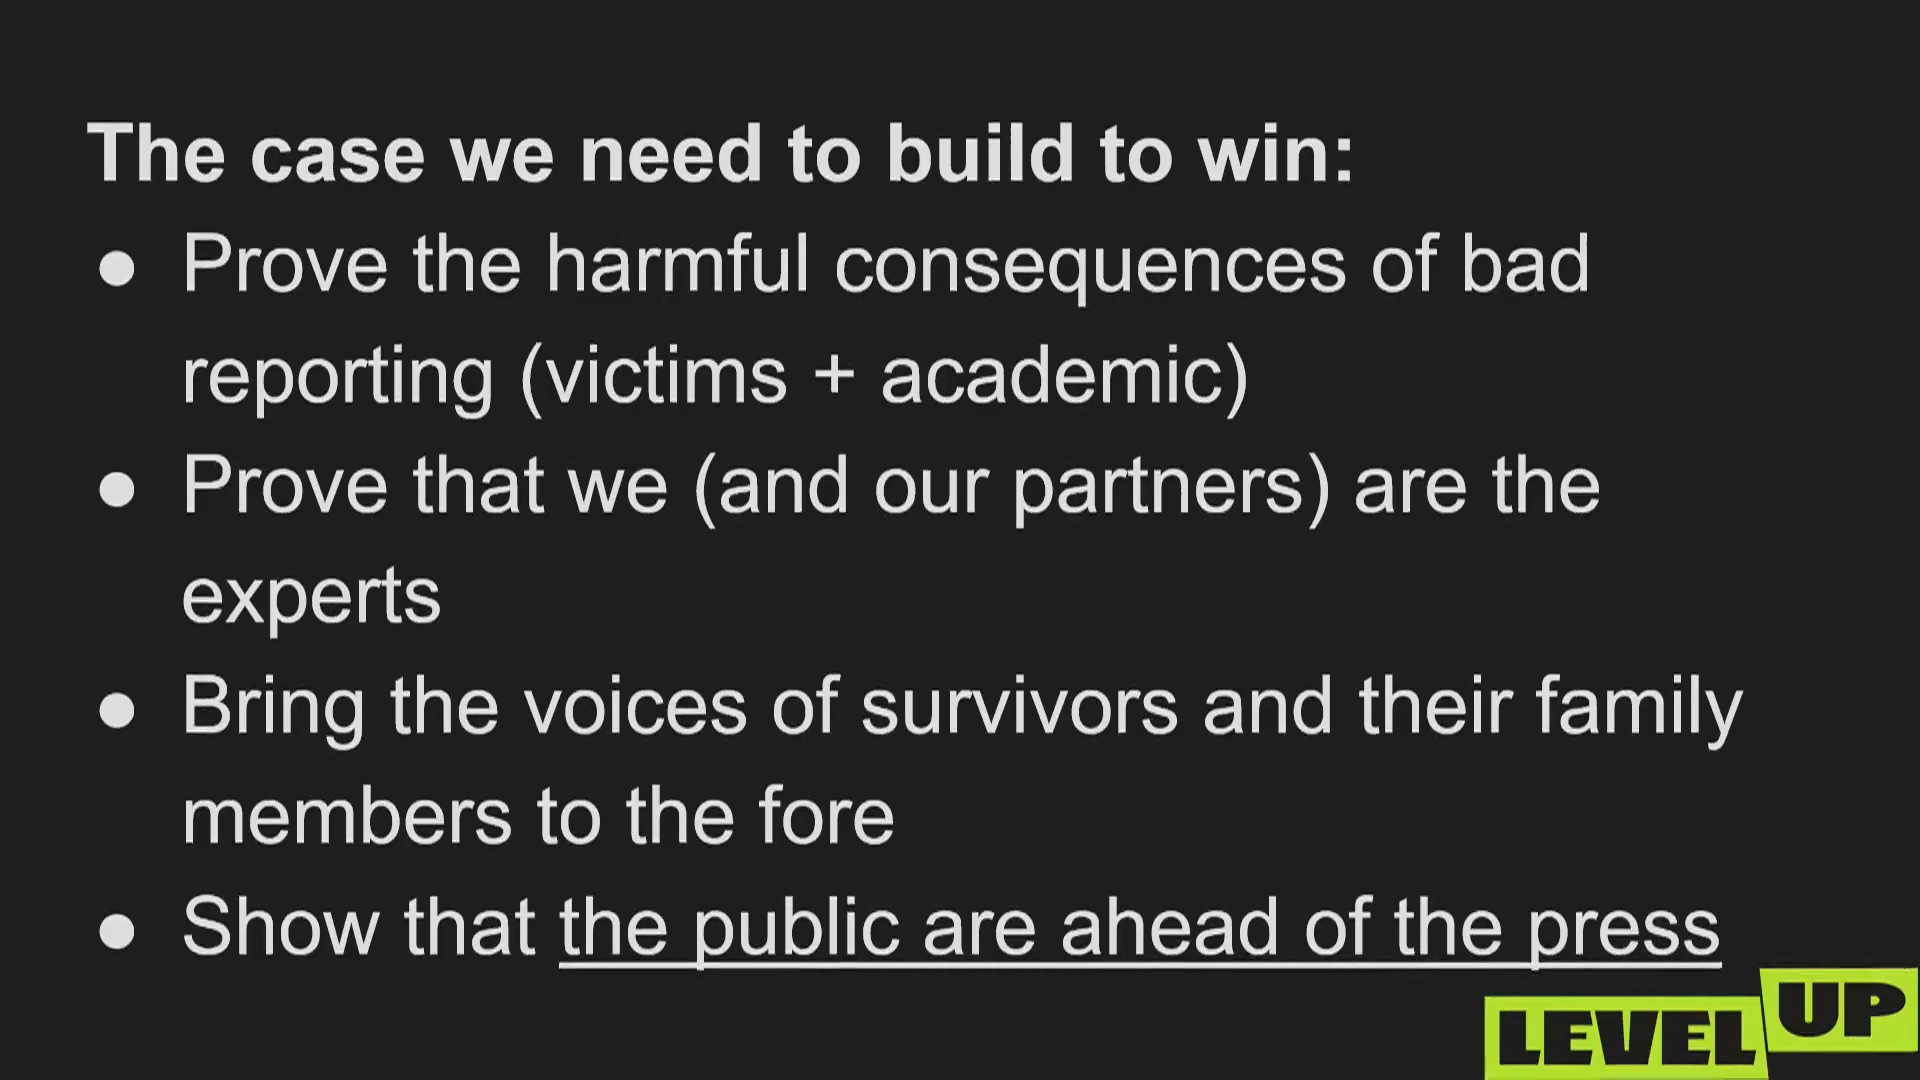 The case we need to build to win:
● Prove the harmful consequences of bad
reporting (victims + academic)
● Prove that we (and our partners) are the
experts
● Bring the voices of survivors and their family
members to the fore
● Show that the public are ahead of the press
LEVEL UP